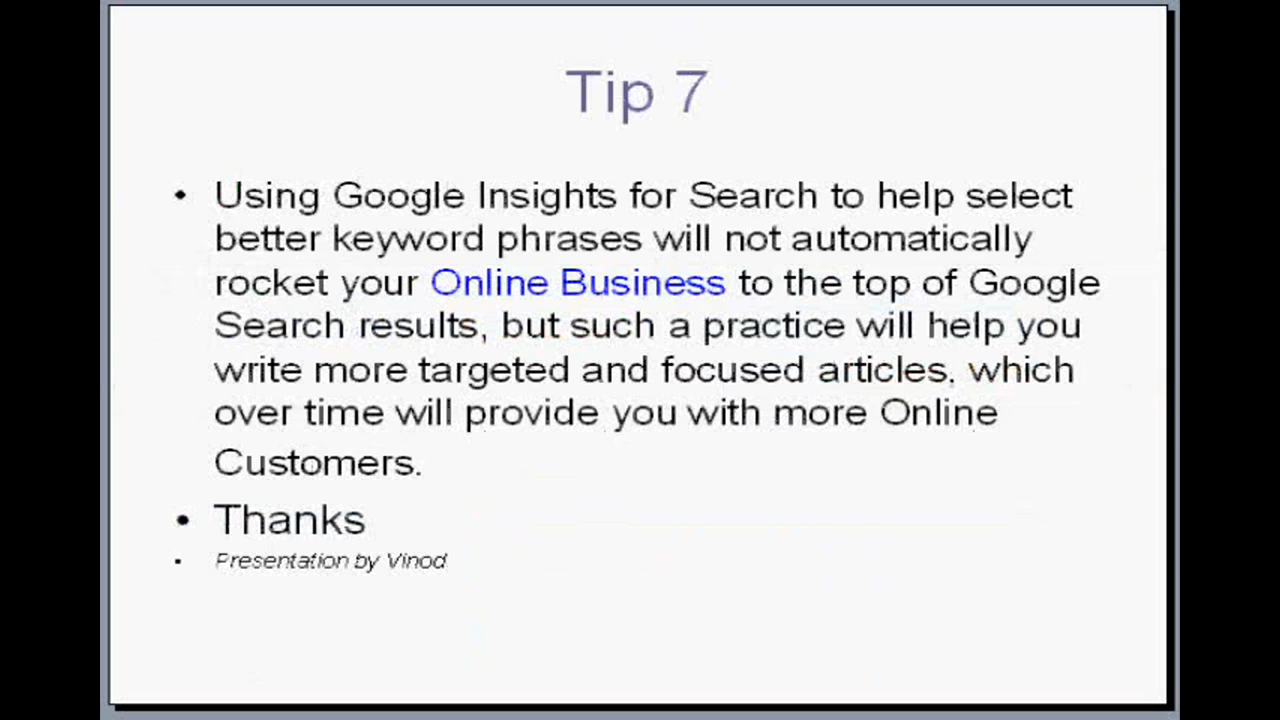 Tip 7
• Using Google Insights for Search to help select
better keyword phrases will not automatically
rocket your Online Business to the top of Google
Search results, but such a practice will help you
write more targeted and focused articles, which
over time will provide you with more Online
Customers.
• Thanks
• Presentation by Vinod